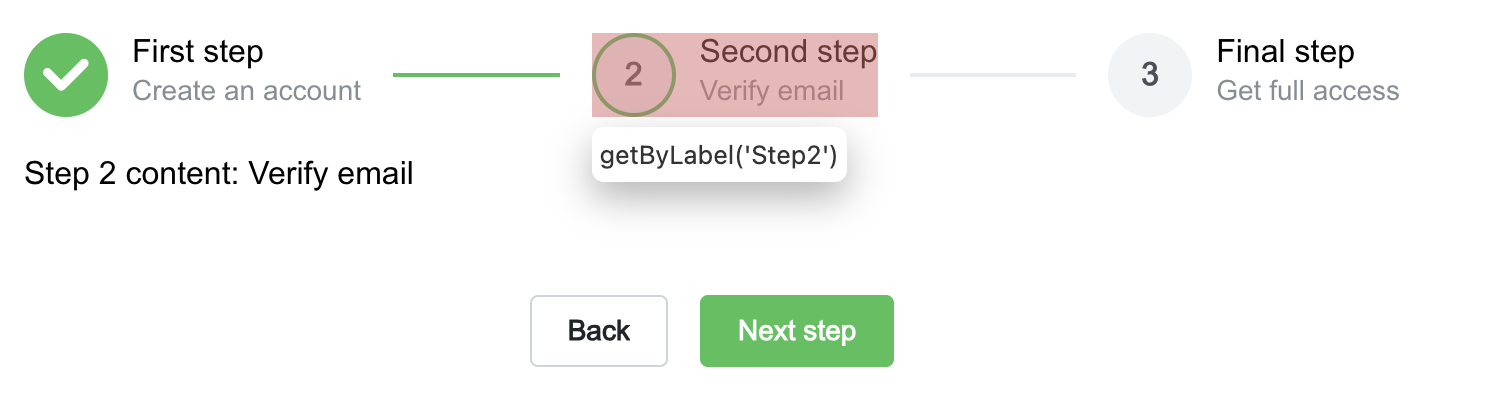 First step
Create an account
2
Second step
Verify email
3
Final step
Get full access
getByLabel('Step2')
Step 2 content: Verify email
Back
Next step